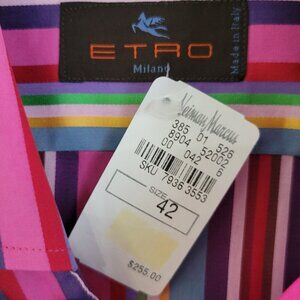 ETRO
Milano
Made in Italy
Neiman Marcus
385 01 526
8904 52002
00 042 6
SKU 7936 3553
SIZE
42
$255.00